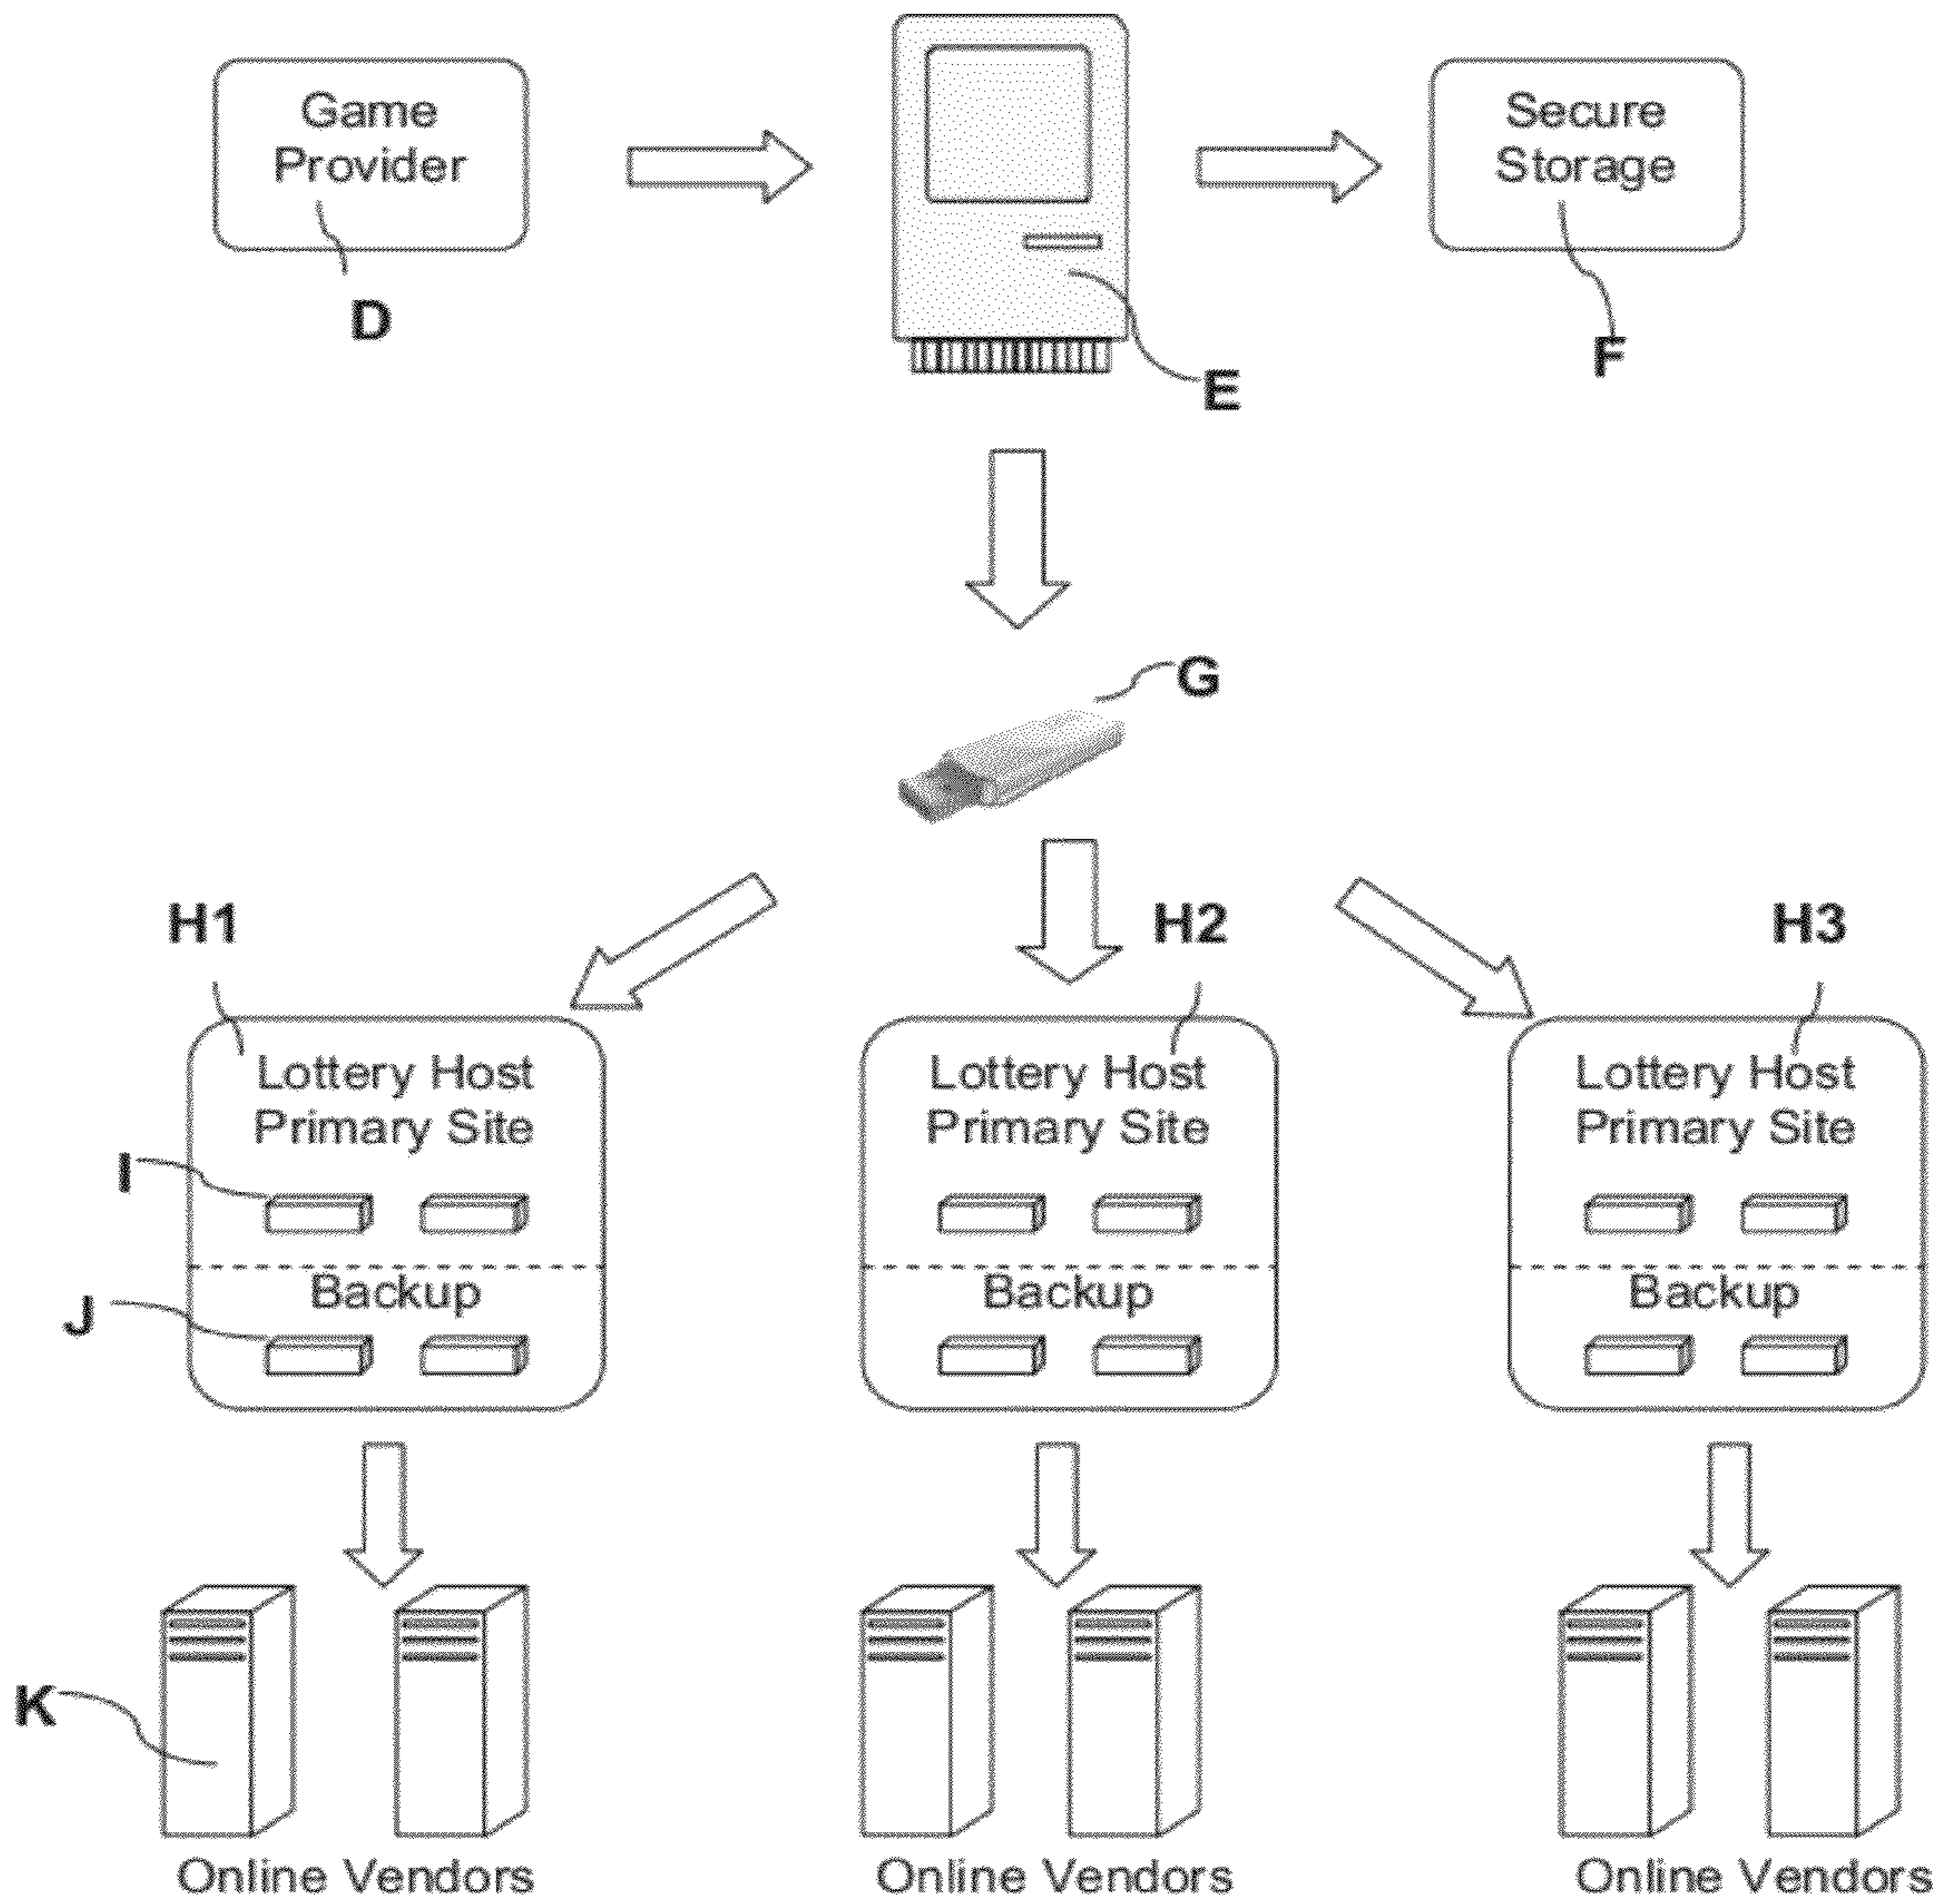 Game
Provider
Secure
Storage
D
F
E
G
H1
H2
H3
Lottery Host
Primary Site
Lottery Host
Primary Site
Lottery Host
Primary Site
I
Backup
Backup
Backup
J
K
Online Vendors
Online Vendors
Online Vendors